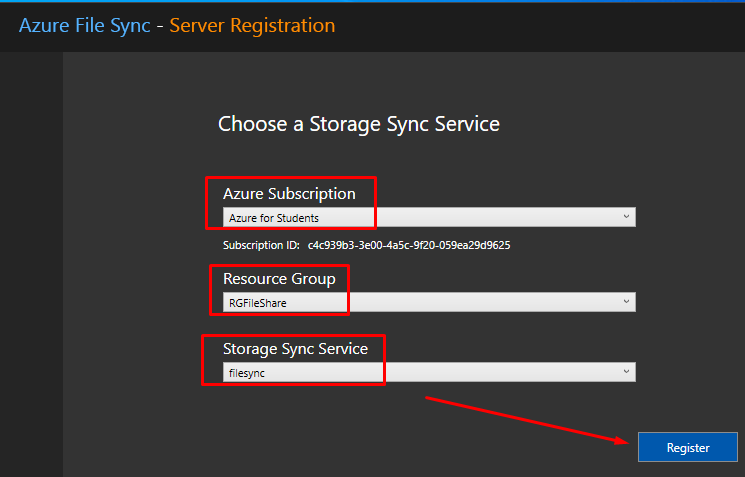 Azure File Sync - Server Registration
Choose a Storage Sync Service
Azure Subscription
Azure for Students
Subscription ID: c4c939b3-3e00-4a5c-9f20-059ea29d9625
Resource Group
RGFileShare
Storage Sync Service
filesync
Register